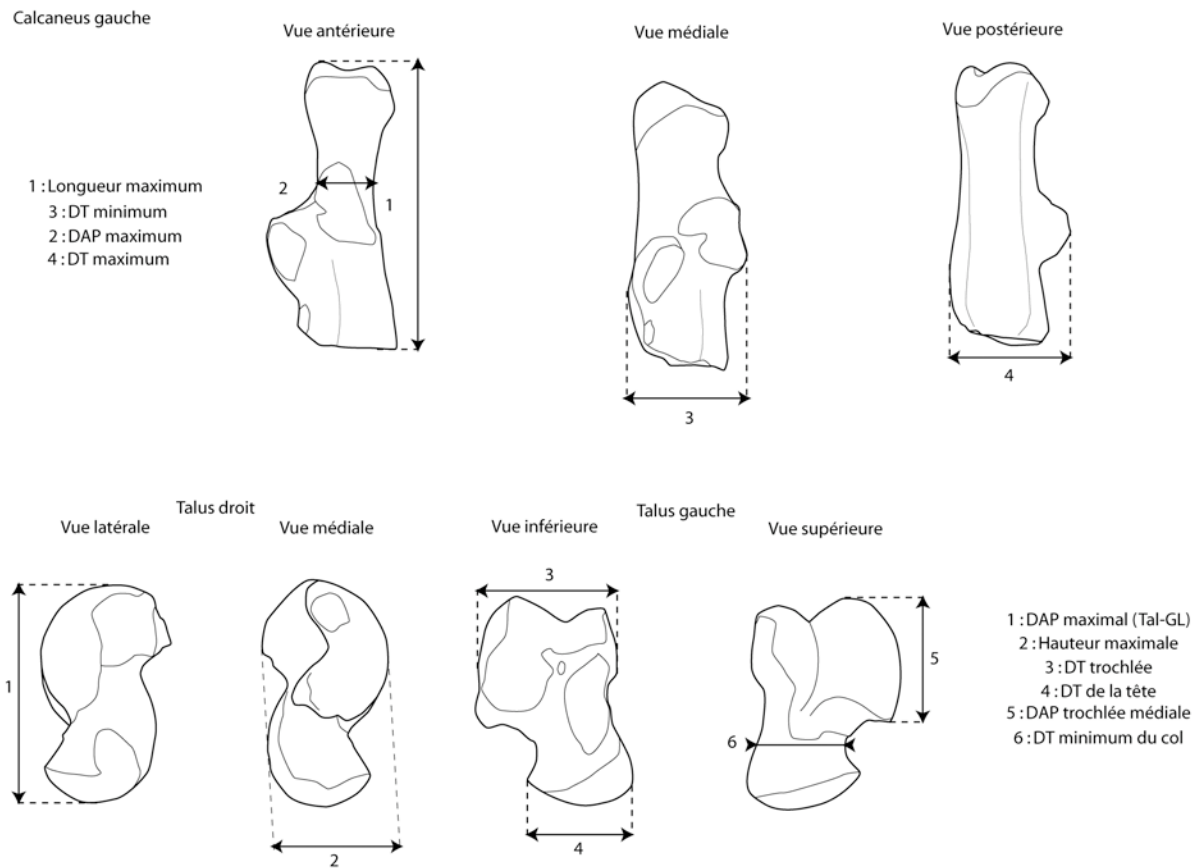 Calcaneus gauche
Vue antérieure
Vue médiale
Vue postérieure
1 : Longueur maximum
3 : DT minimum
2 : DAP maximum
4 : DT maximum
2
1
3
4
Talus droit
Talus gauche
Vue latérale
Vue médiale
Vue inférieure
Vue supérieure
1
2
3
4
5
6
1 : DAP maximal (Tal-GL)
2 : Hauteur maximale
3 : DT trochlée
4 : DT de la tête
5 : DAP trochlée médiale
6 : DT minimum du col